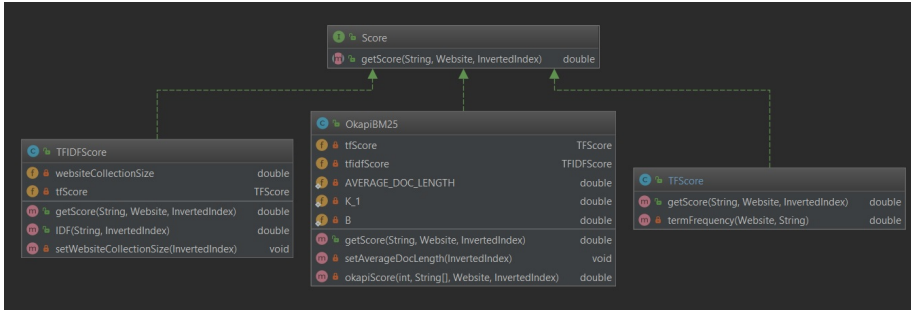 Score
getScore(String, Website, InvertedIndex) double
TFIDFScore
websiteCollectionSize double
tfScore TFScore
getScore(String, Website, InvertedIndex) double
IDF(String, InvertedIndex) double
setWebsiteCollectionSize(InvertedIndex) void
OkapiBM25
tfScore TFScore
tfidfScore TFIDFScore
AVERAGE_DOC_LENGTH double
K_1 double
B double
getScore(String, Website, InvertedIndex) double
setAverageDocLength(InvertedIndex) void
okapiScore(int, String[], Website, InvertedIndex) double
TFScore
getScore(String, Website, InvertedIndex) double
termFrequency(Website, String) double